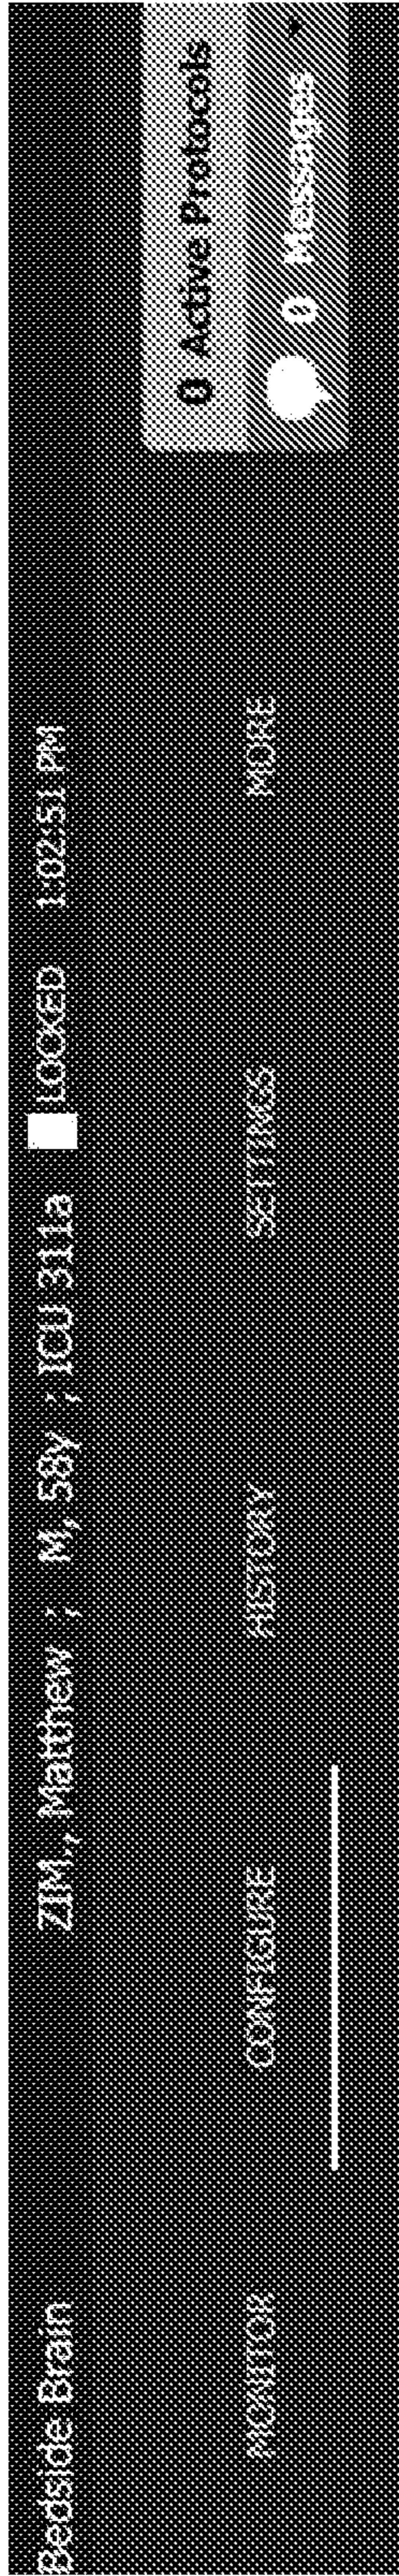 Bedside Brain ZIM., Matthew ; M, 58y ; ICU 311a LOCKED 1:02:51 PM
0 Active Protocols
MONITOR CONFIGURE HISTORY SETTINGS MORE
0 Messages